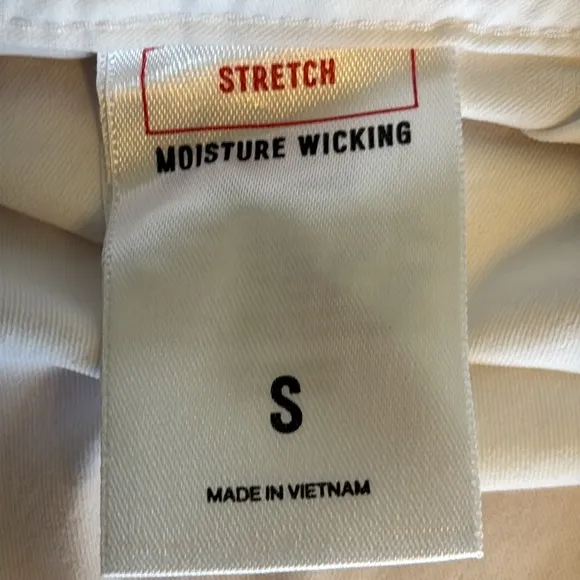 STRETCH
MOISTURE WICKING
S
MADE IN VIETNAM